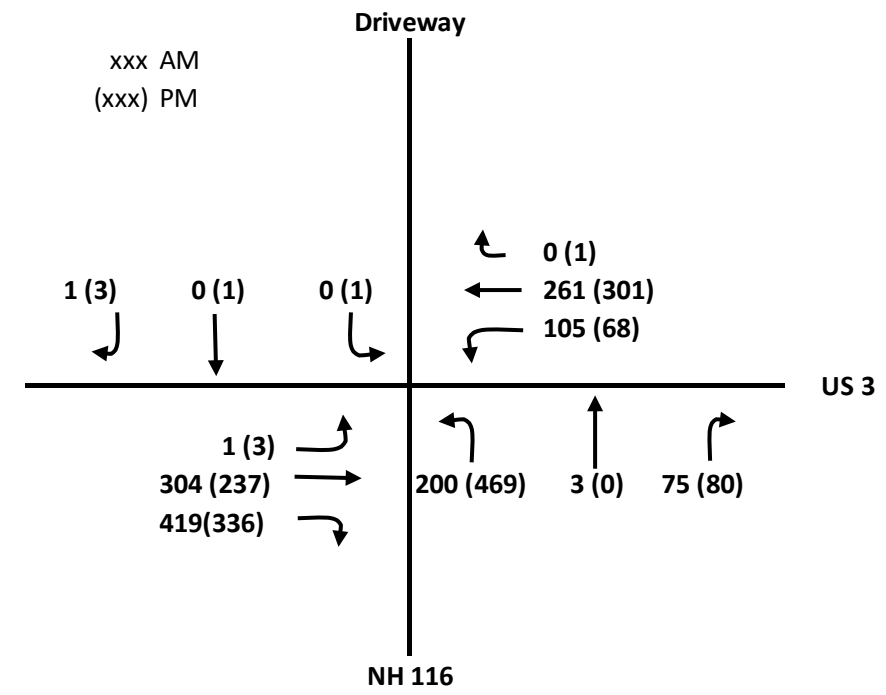 Driveway
xxx AM
(xxx) PM
0 (1)
1 (3) 0 (1) 0 (1) 261 (301)
105 (68)
US 3
1 (3)
304 (237) 200 (469) 3 (0) 75 (80)
419(336)
NH 116